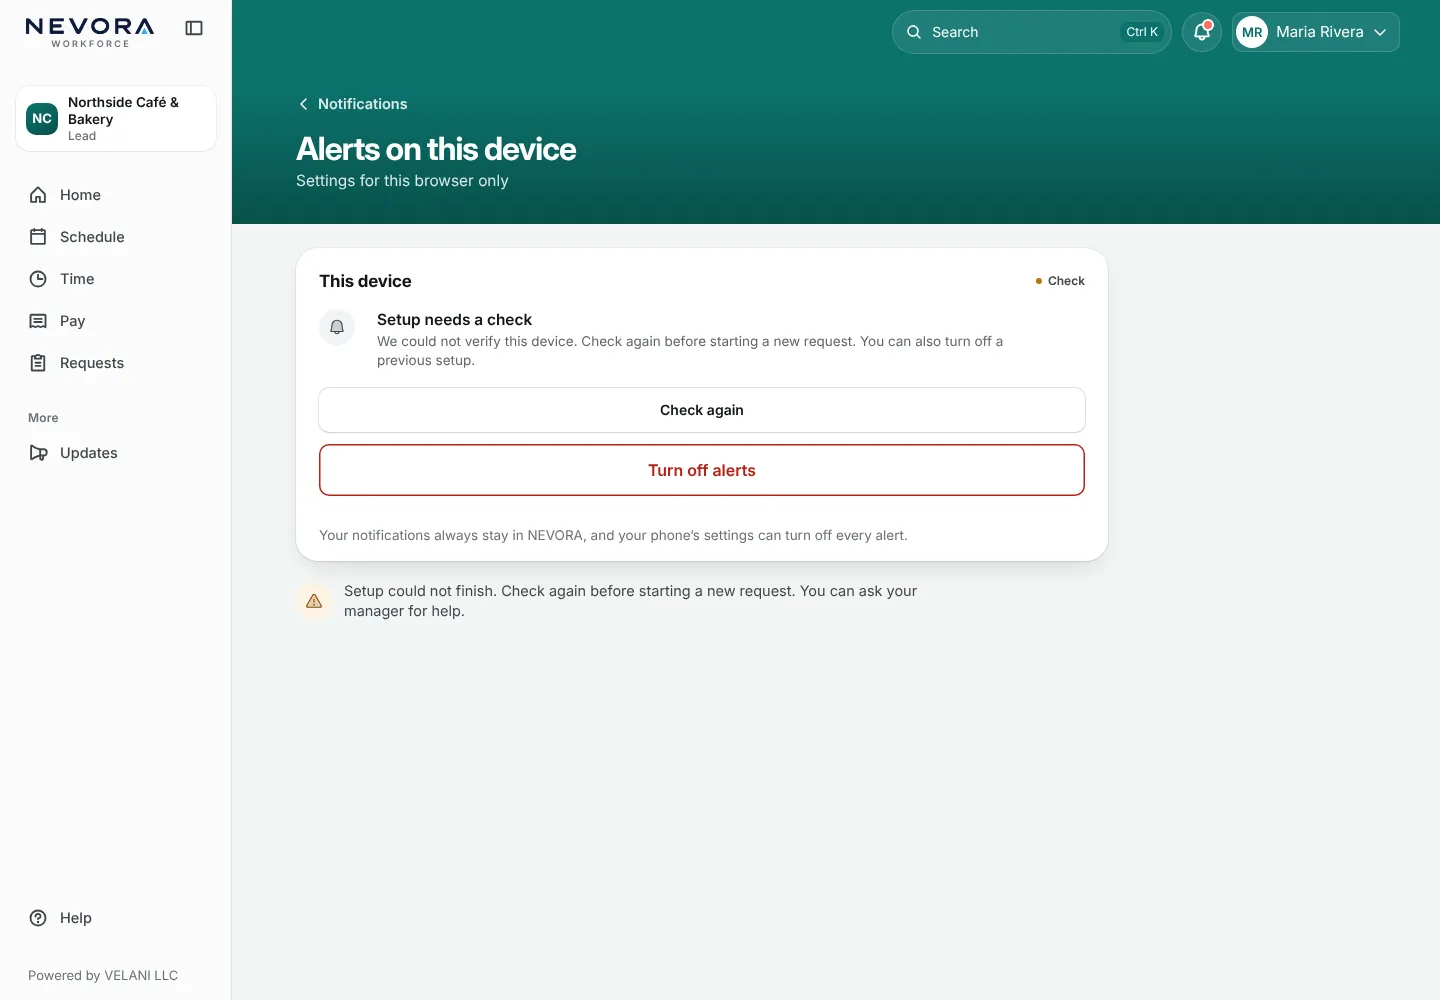 NEVORA
WORKFORCE
Northside Café &
Bakery
Lead
NC
Home
Schedule
Time
Pay
Requests
More
Updates
Help
Powered by VELANI LLC
Search
Ctrl K
MR
Maria Rivera
Notifications
Alerts on this device
Settings for this browser only
This device
Check
Setup needs a check
We could not verify this device. Check again before starting a new request. You can also turn off a
previous setup.
Check again
Turn off alerts
Your notifications always stay in NEVORA, and your phone’s settings can turn off every alert.
Setup could not finish. Check again before starting a new request. You can ask your
manager for help.